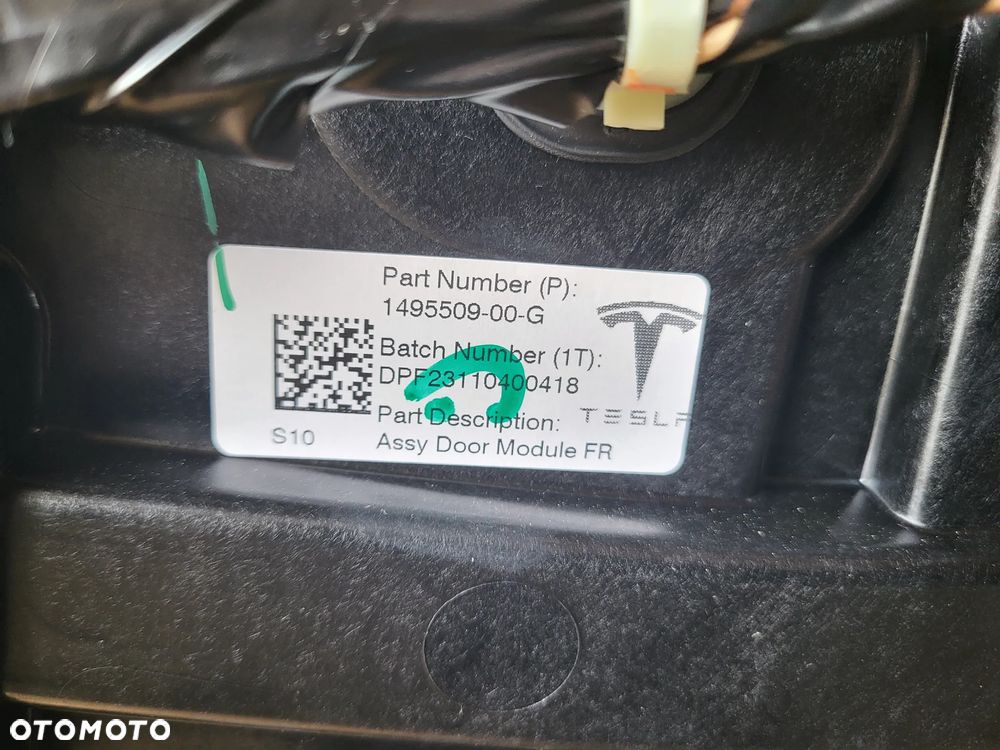 Part Number (P):
1495509-00-G
Batch Number (1T):
DPF23110400418
Part Description:
Assy Door Module FR
S10
TESLA
OTOMOTO